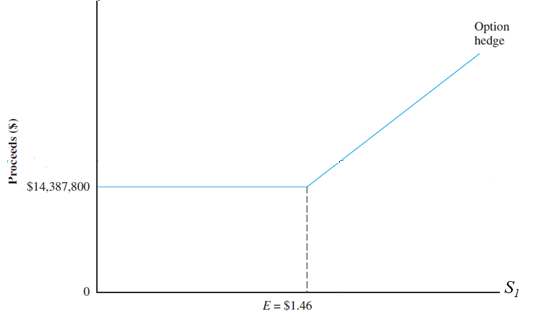 Option
hedge
Proceeds ($)
$14,387,800
0
E = $1.46
S1